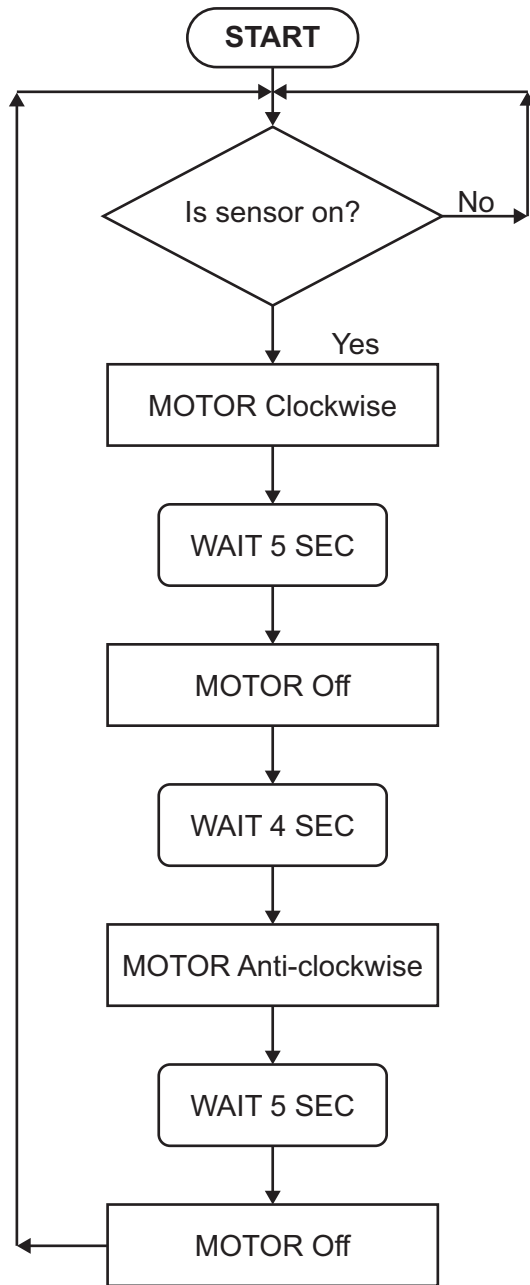 START
Is sensor on?
No
Yes
MOTOR Clockwise
WAIT 5 SEC
MOTOR Off
WAIT 4 SEC
MOTOR Anti-clockwise
WAIT 5 SEC
MOTOR Off